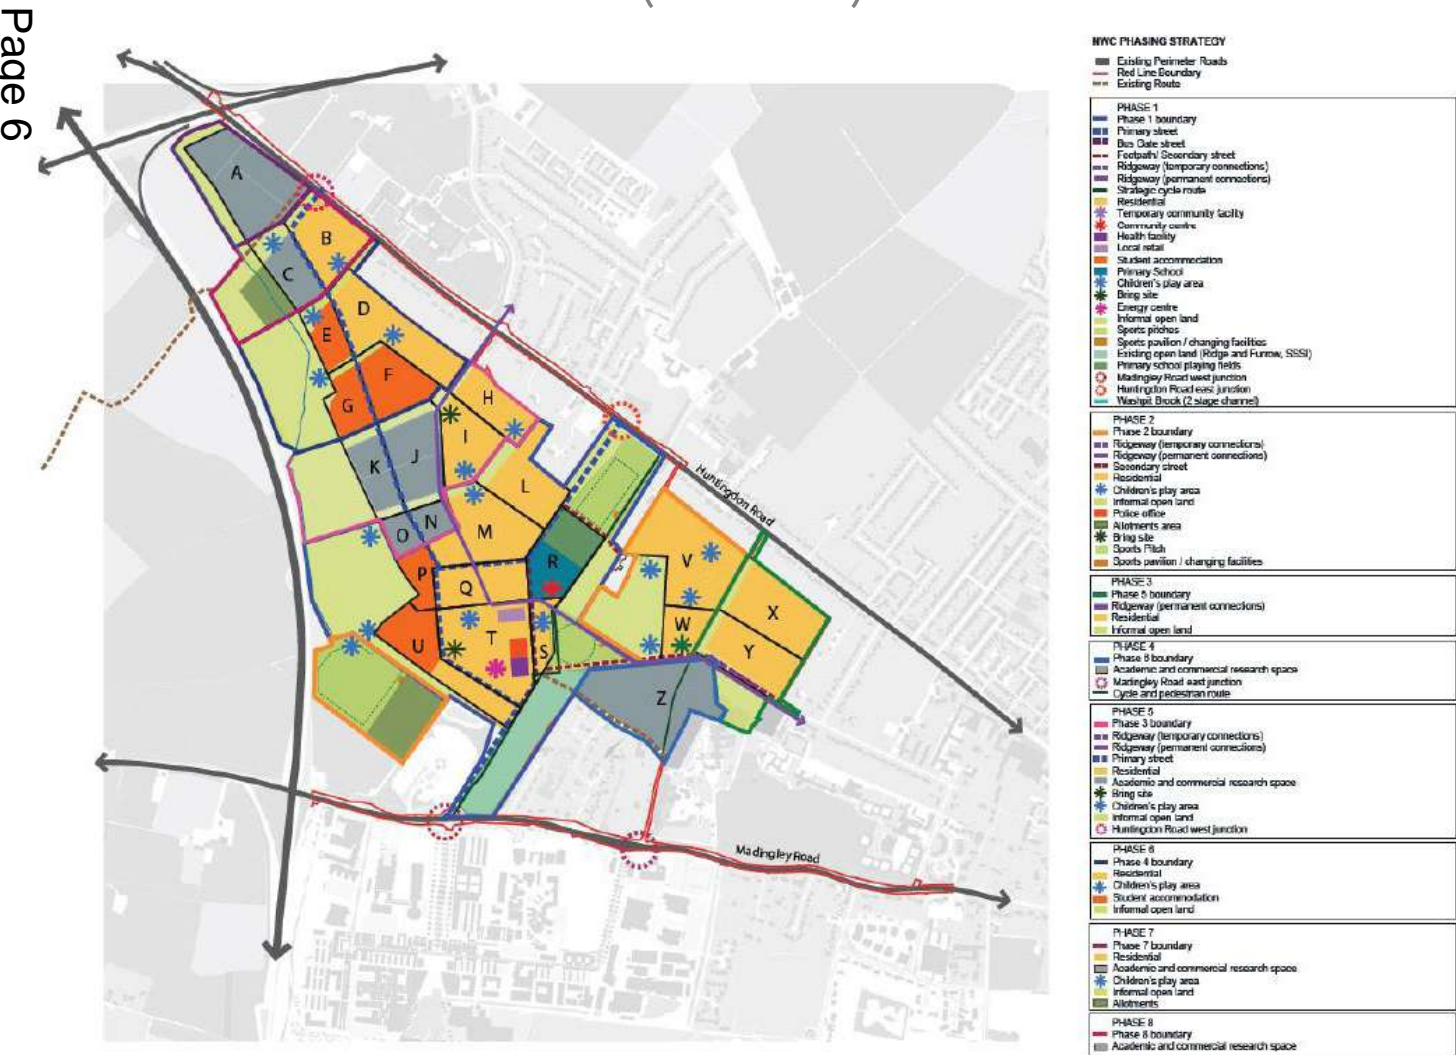 Page 6
A
B
C
D
E
F
G
H
I
J
K
L
M
N
O
P
Q
R
S
T
U
V
W
X
Y
Z
Huntingdon Road
Madingley Road
NWC PHASING STRATEGY
Existing Perimeter Roads
Red Line Boundary
Existing Route
PHASE 1
Phase 1 boundary
Primary street
Bus Gate street
Footpath/ Secondary street
Ridgeway (temporary connections)
Ridgeway (permanent connections)
Strategic cycle route
Residential
Temporary community facility
Community centre
Health facility
Local retail
Student accommodation
Primary School
Children's play area
Bring site
Energy centre
Informal open land
Sports pitches
Sports pavilion / changing facilities
Existing open land (Ridge and Furrow, SSSI)
Primary school playing fields
Madingley Road west junction
Huntingdon Road east junction
Washpit Brook (2 stage channel)
PHASE 2
Phase 2 boundary
Ridgeway (temporary connections)
Ridgeway (permanent connections)
Secondary street
Residential
Children's play area
Informal open land
Police office
Allotments area
Bring site
Sports Pitch
Sports pavilion / changing facilities
PHASE 3
Phase 5 boundary
Ridgeway (permanent connections)
Residential
Informal open land
PHASE 4
Phase 6 boundary
Academic and commercial research space
Madingley Road east junction
Cycle and pedestrian route
PHASE 5
Phase 3 boundary
Ridgeway (temporary connections)
Ridgeway (permanent connections)
Primary street
Residential
Academic and commercial research space
Bring site
Children's play area
Informal open land
Huntingdon Road west junction
PHASE 6
Phase 4 boundary
Residential
Children's play area
Student accommodation
Informal open land
PHASE 7
Phase 7 boundary
Residential
Academic and commercial research space
Children's play area
Informal open land
Allotments
PHASE 8
Phase 8 boundary
Academic and commercial research space